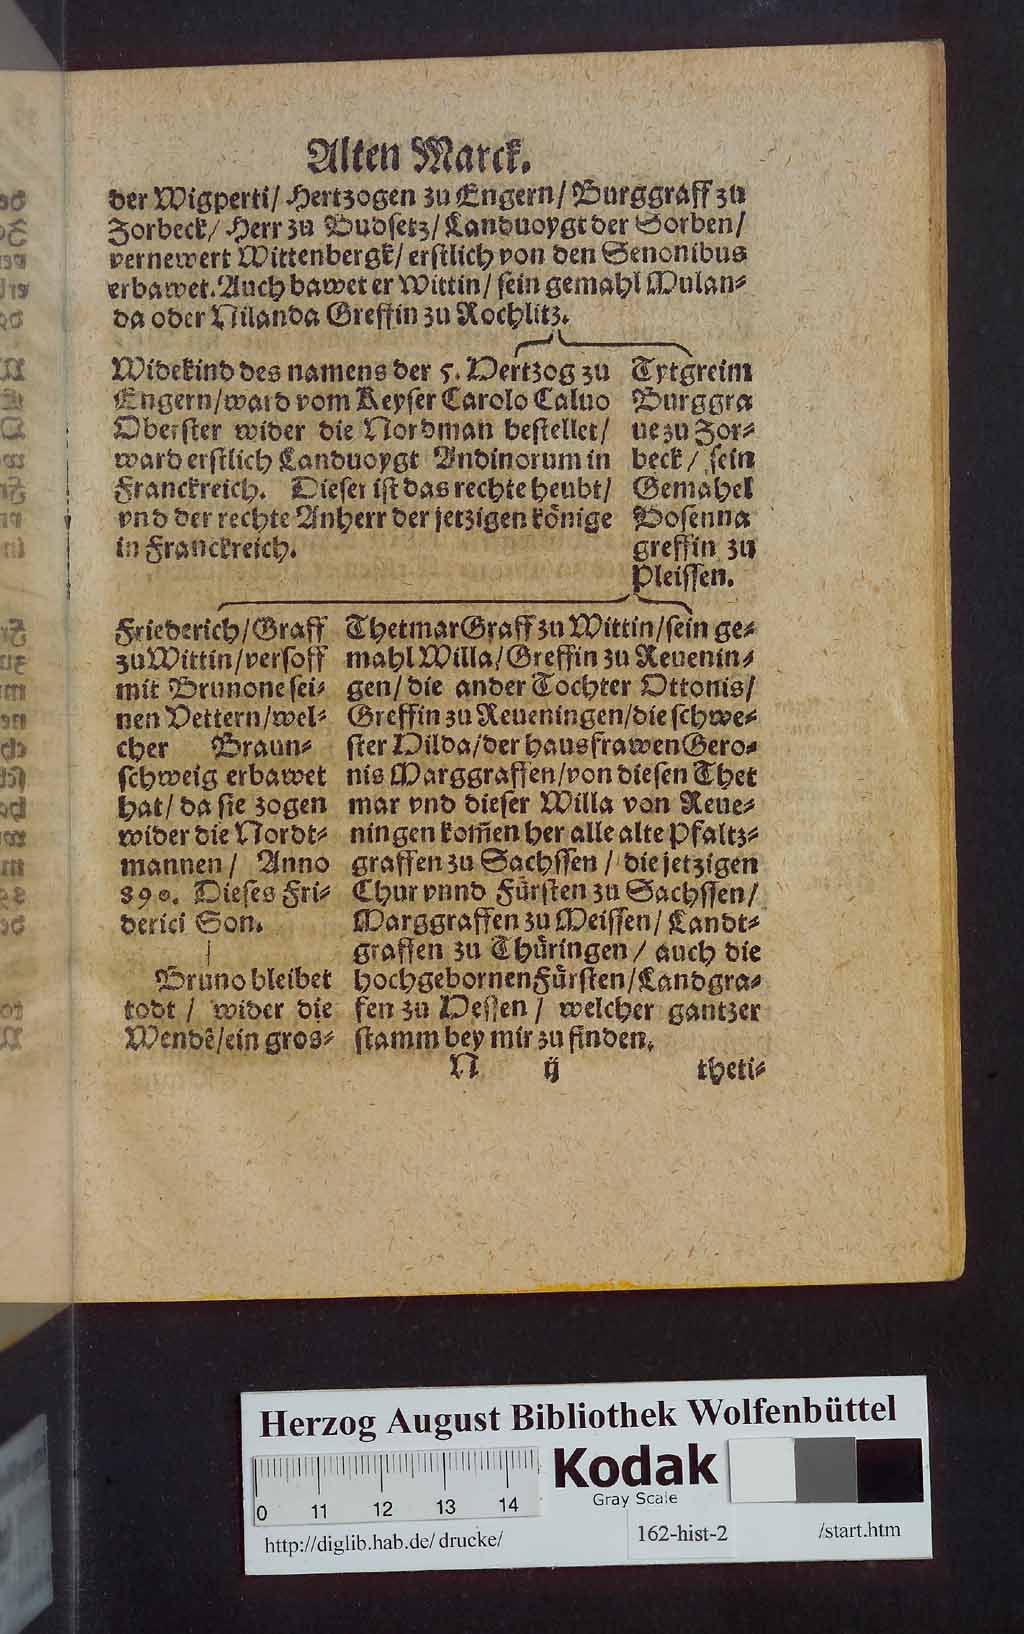 Alten Marck.
der Wigperti/ Hertzogen zu Engern/ Burggraff zu
Zorbeck/ Herr zu Budsetz/ Landuoygt der Sorben/
vernewert Wittenbergk/ erstlich von den Senonibus
erbawet. Auch bawet er Wittin/ sein gemahl Mulan-
da oder Nilanda Greffin zu Rochlitz.
Widekind des namens der 5. Hertzog zu
Engern/ward vom Keyser Carolo Caluo
Oberster wider die Nordman bestellet/
ward erstlich Landuoygt Andinorum in
Franckreich. Dieser ist das rechte heubt/
vnd der rechte Anherr der jetzigen könige
in Franckreich.
Tytgreim
Burggra
ue zu Zor-
beck/ sein
Gemahel
Bosenna
greffin zu
Pleissen.
Friederich/Graff
zu Wittin/versoff
mit Brunone sei-
nen Vettern/wel-
cher Braun-
schweig erbawet
hat/ da sie zogen
wider die Nordt-
mannen/ Anno
890. Dieses Fri-
derici Son.
Bruno bleibet
todt/ wider die
Wendẽ/ein gros-
Thetmar Graff zu Wittin/sein ge-
mahl Willa/Greffin zu Reuenin-
gen/ die ander Tochter Ottonis/
Greffin zu Reueningen/die schwe-
ster Hilda/der hausfrawen Gero-
nis Marggraffen/von diesen Thet
mar vnd dieser Willa von Reue-
ningen kom̃en her alle alte Pfaltz-
graffen zu Sachssen/ die jetzigen
Chur vnnd Fürsten zu Sachssen/
Marggraffen zu Meissen/ Landt-
graffen zu Thüringen/ auch die
hochgebornen Fürsten/Landgra-
fen zu Hessen/ welcher gantzer
stamm bey mir zu finden.
N ij theti-
Herzog August Bibliothek Wolfenbüttel
Kodak
Gray Scale
0 11 12 13 14
http://diglib.hab.de/drucke/ 162-hist-2 /start.htm